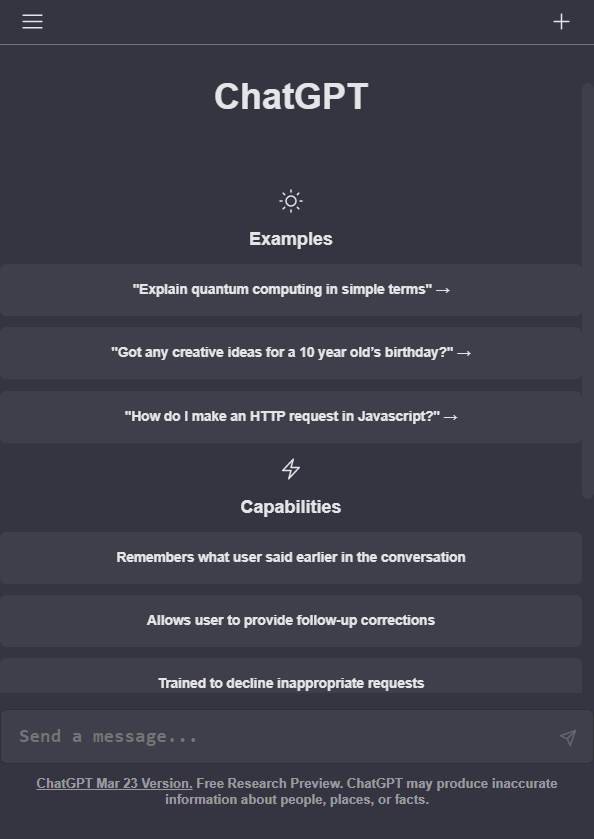 ChatGPT
Examples
"Explain quantum computing in simple terms" →
"Got any creative ideas for a 10 year old’s birthday?" →
"How do I make an HTTP request in Javascript?" →
Capabilities
Remembers what user said earlier in the conversation
Allows user to provide follow-up corrections
Trained to decline inappropriate requests
Send a message...
ChatGPT Mar 23 Version. Free Research Preview. ChatGPT may produce inaccurate
information about people, places, or facts.